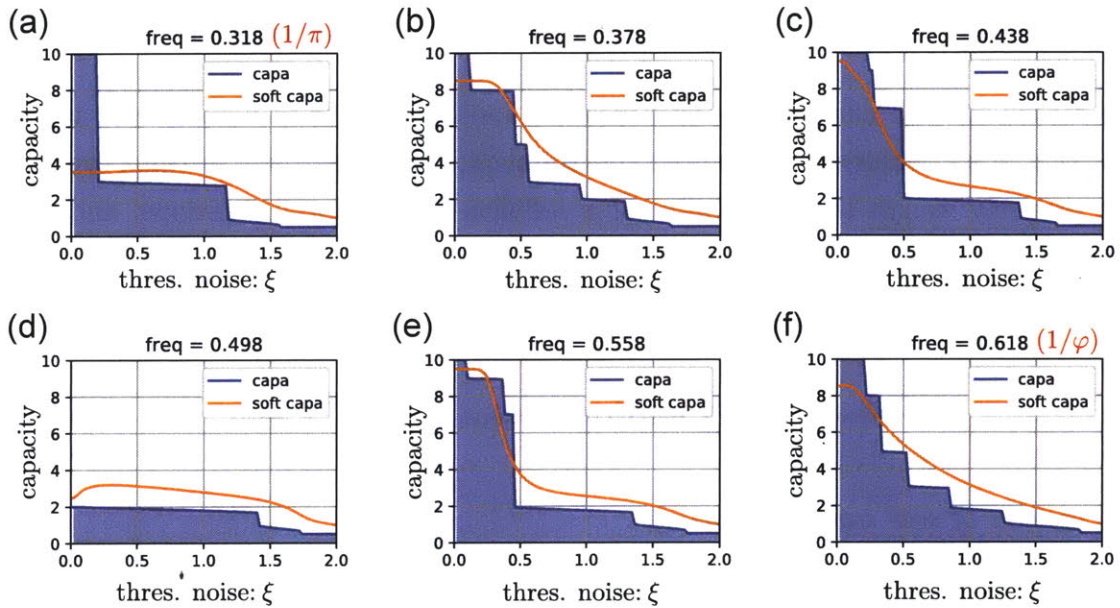 (a)
freq = 0.318 (1/π)
10
8
6
4
2
0
capacity
capa
soft capa
0.0 0.5 1.0 1.5 2.0
thres. noise: ξ
(b)
freq = 0.378
10
8
6
4
2
0
capacity
capa
soft capa
0.0 0.5 1.0 1.5 2.0
thres. noise: ξ
(c)
freq = 0.438
10
8
6
4
2
0
capacity
capa
soft capa
0.0 0.5 1.0 1.5 2.0
thres. noise: ξ
(d)
freq = 0.498
10
8
6
4
2
0
capacity
capa
soft capa
0.0 0.5 1.0 1.5 2.0
thres. noise: ξ
(e)
freq = 0.558
10
8
6
4
2
0
capacity
capa
soft capa
0.0 0.5 1.0 1.5 2.0
thres. noise: ξ
(f)
freq = 0.618 (1/φ)
10
8
6
4
2
0
capacity
capa
soft capa
0.0 0.5 1.0 1.5 2.0
thres. noise: ξ